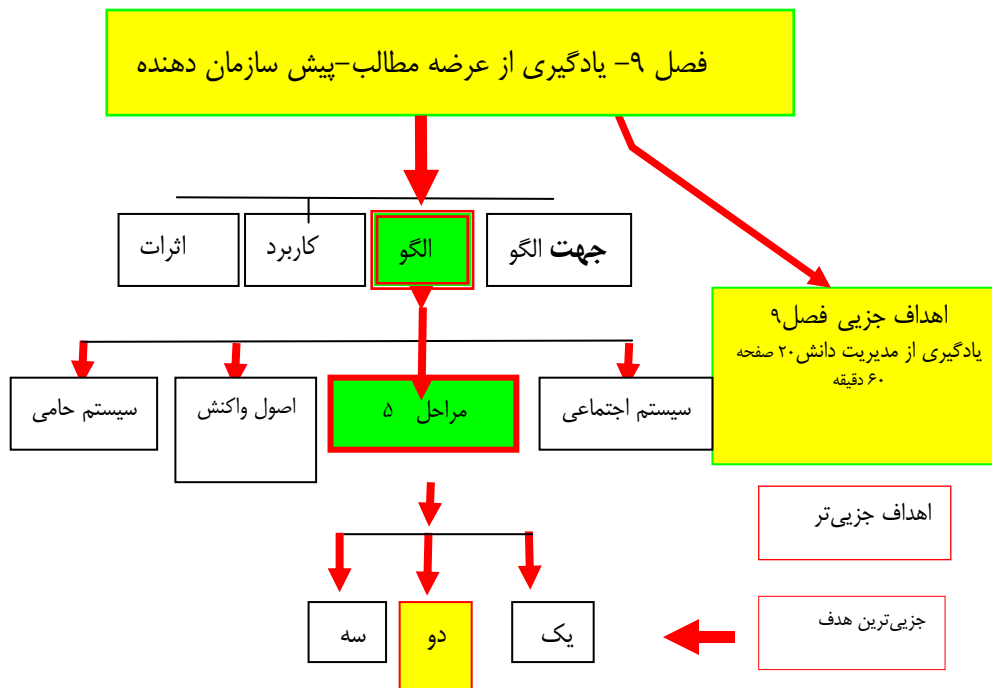 فصل ۹- یادگیری از عرضه مطالب-پیش سازمان دهنده
جهت الگو
الگو
کاربرد
اثرات
اهداف جزیی فصل۹
یادگیری از مدیریت دانش۲۰ صفحه
۶۰ دقیقه
سیستم اجتماعی
مراحل ۵
اصول واکنش
سیستم حامی
اهداف جزیی‌تر
جزیی‌ترین هدف
یک
دو
سه